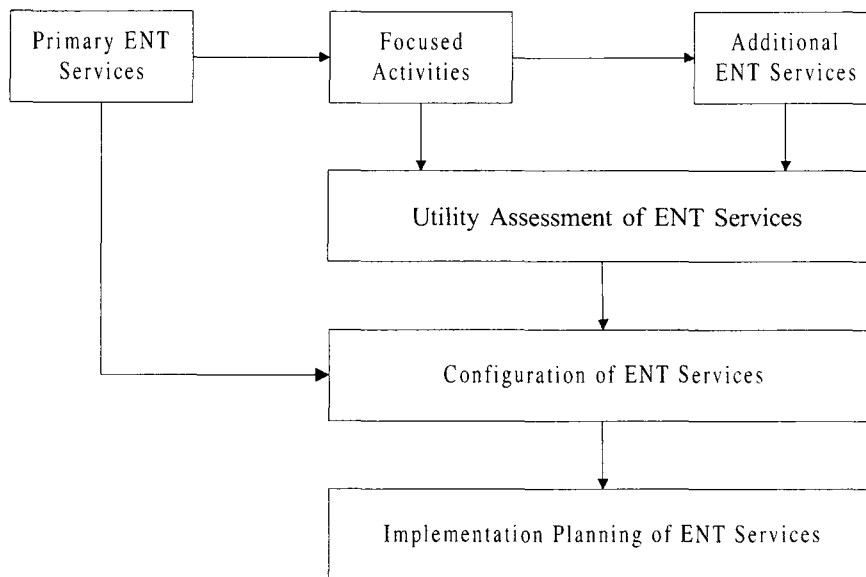 Primary ENT
Services
Focused
Activities
Additional
ENT Services
Utility Assessment of ENT Services
Configuration of ENT Services
Implementation Planning of ENT Services